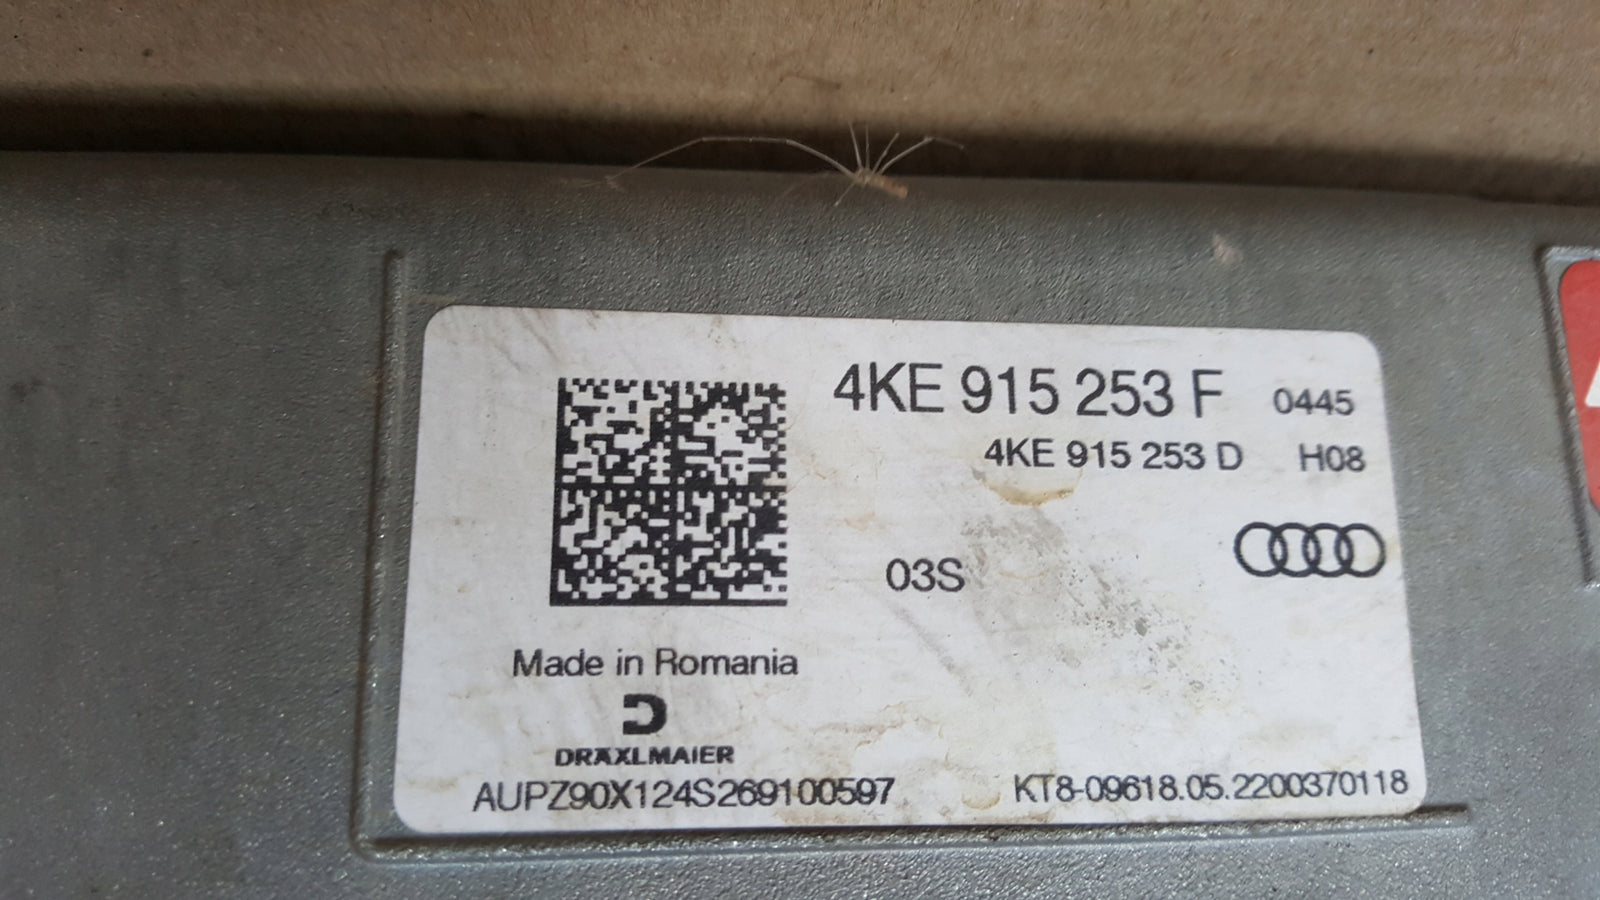 4KE 915 253 F 0445
4KE 915 253 D H08
03S
Made in Romania
DRÄXLMAIER
AUPZ90X124S269100597
KT8-09618.05.2200370118